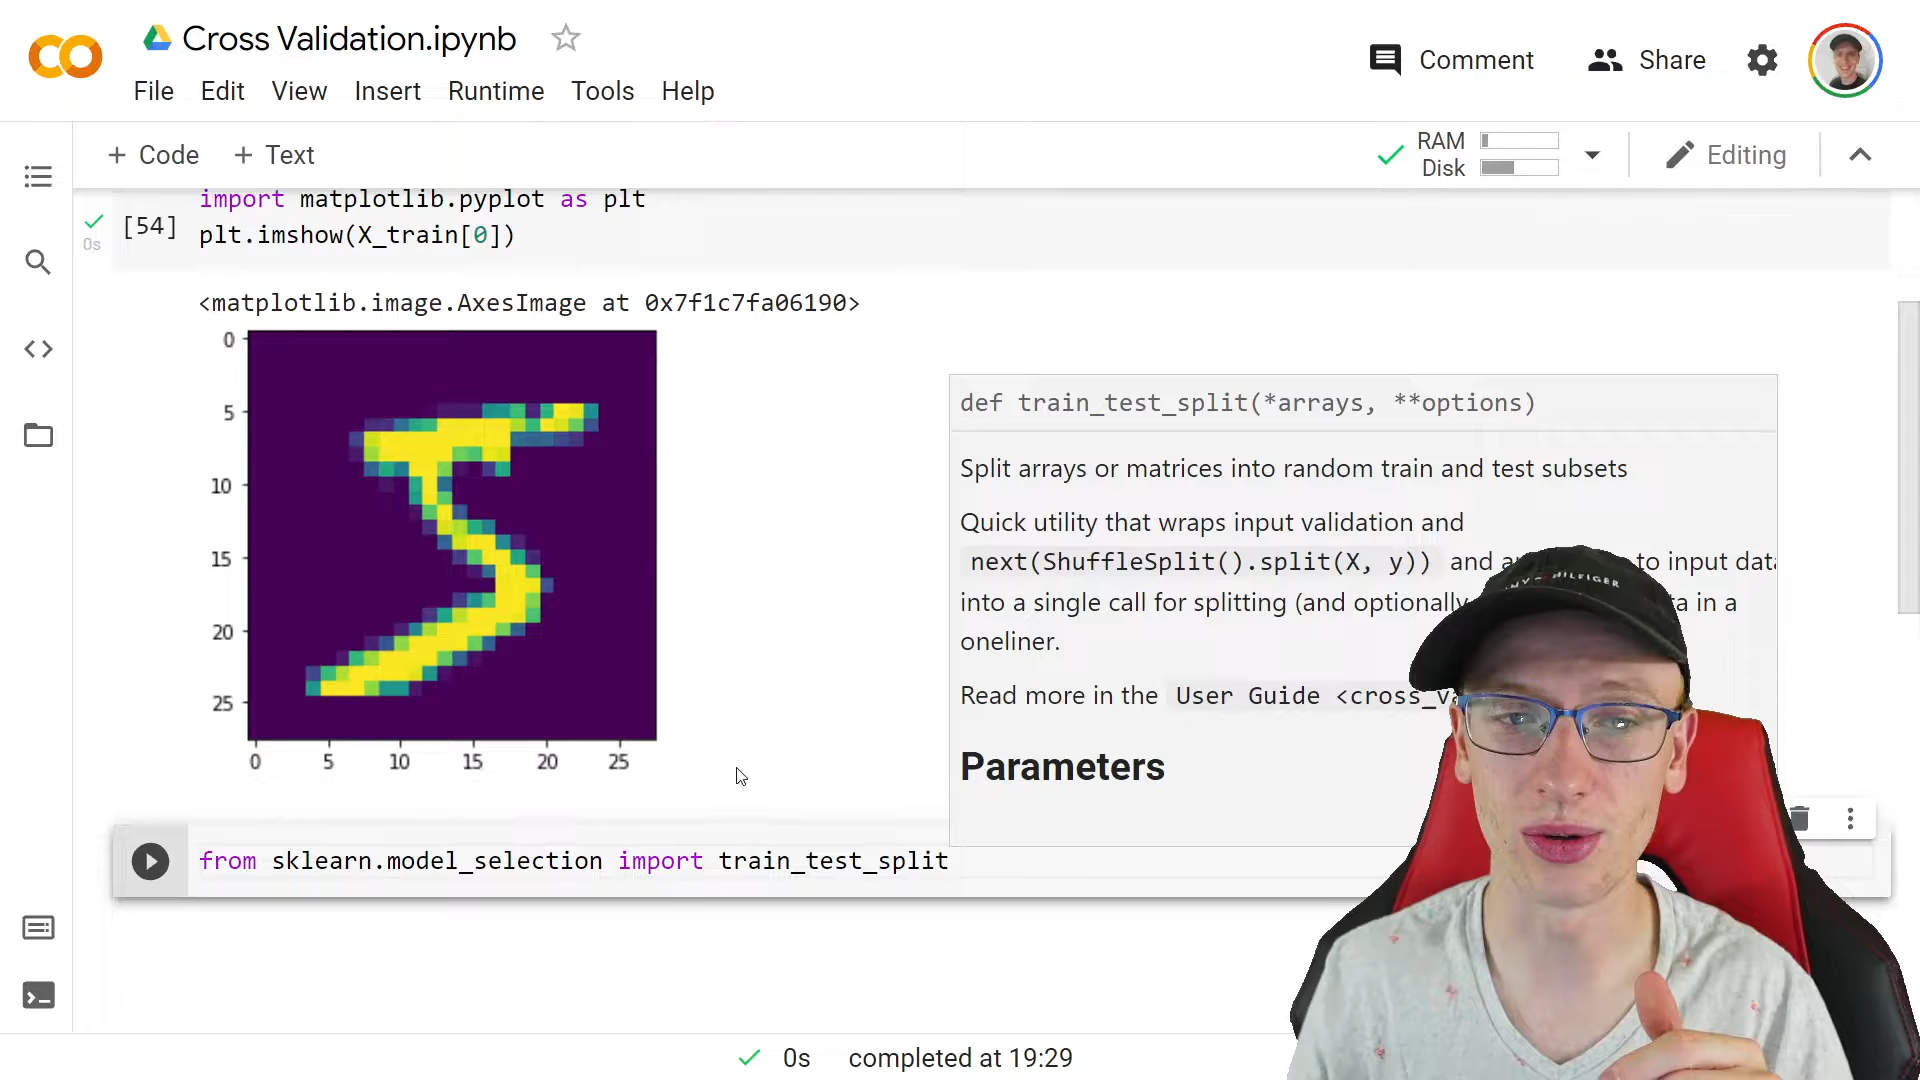 Cross Validation.ipynb
File Edit View Insert Runtime Tools Help
Comment Share
+ Code + Text
RAM
Disk
Editing
[54]
0s
import matplotlib.pyplot as plt
plt.imshow(X_train[0])
<matplotlib.image.AxesImage at 0x7f1c7fa06190>
0
5
10
15
20
25
0 5 10 15 20 25
def train_test_split(*arrays, **options)
Split arrays or matrices into random train and test subsets
Quick utility that wraps input validation and
next(ShuffleSplit().split(X, y)) and to input data
into a single call for splitting (and optionally in a
oneliner.
Read more in the User Guide <cross_
Parameters
HILFIGER
from sklearn.model_selection import train_test_split
0s completed at 19:29